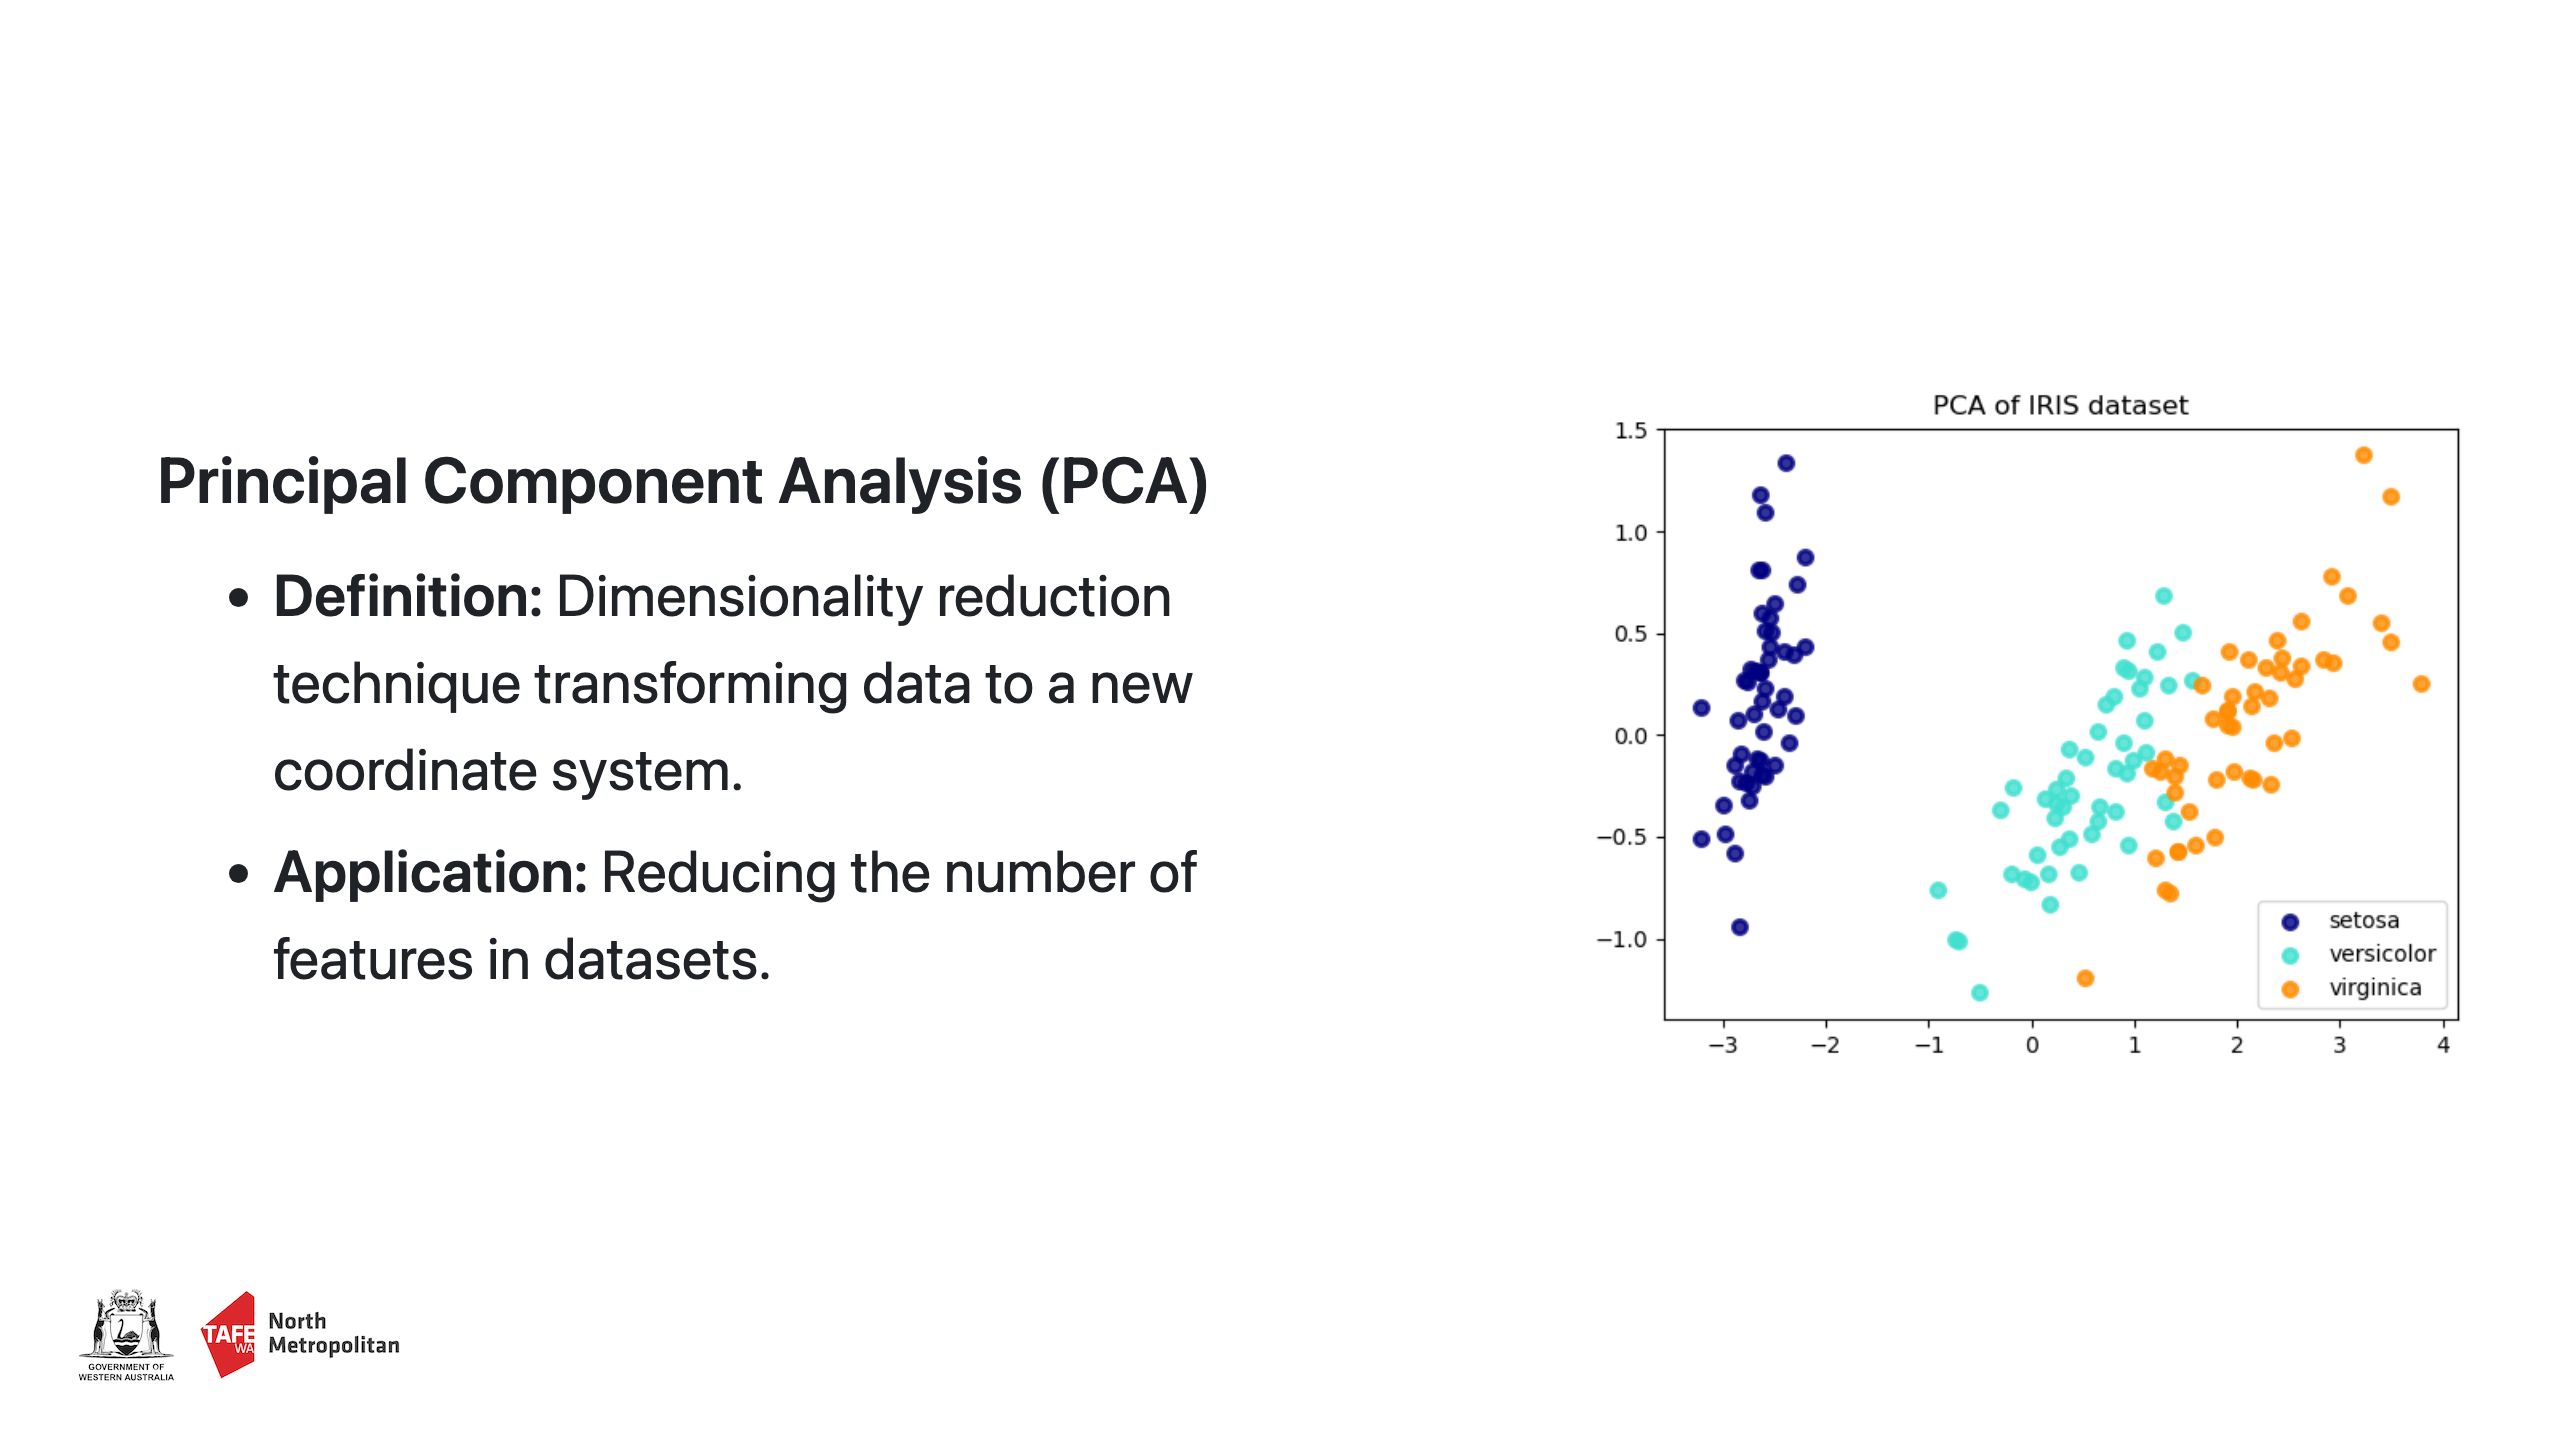 Principal Component Analysis (PCA)
• Definition: Dimensionality reduction
technique transforming data to a new
coordinate system.
• Application: Reducing the number of
features in datasets.
PCA of IRIS dataset
1.5
1.0
0.5
0.0
−0.5
−1.0
−3 −2 −1 0 1 2 3 4
setosa
versicolor
virginica
GOVERNMENT OF
WESTERN AUSTRALIA
TAFE
WA
North
Metropolitan